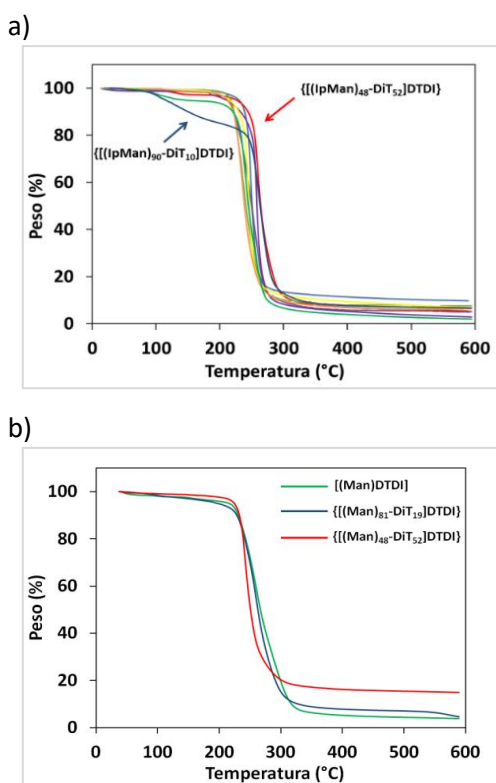 a)
{[(IpMan)₄₈-DiT₅₂]DTDI}
{[(IpMan)₉₀-DiT₁₀]DTDI}
Peso (%)
100
80
60
40
20
0
0 100 200 300 400 500 600
Temperatura (°C)
b)
[(Man)DTDI]
{[(Man)₈₁-DiT₁₉]DTDI}
{[(Man)₄₈-DiT₅₂]DTDI}
Peso (%)
100
80
60
40
20
0
0 100 200 300 400 500 600
Temperatura (°C)